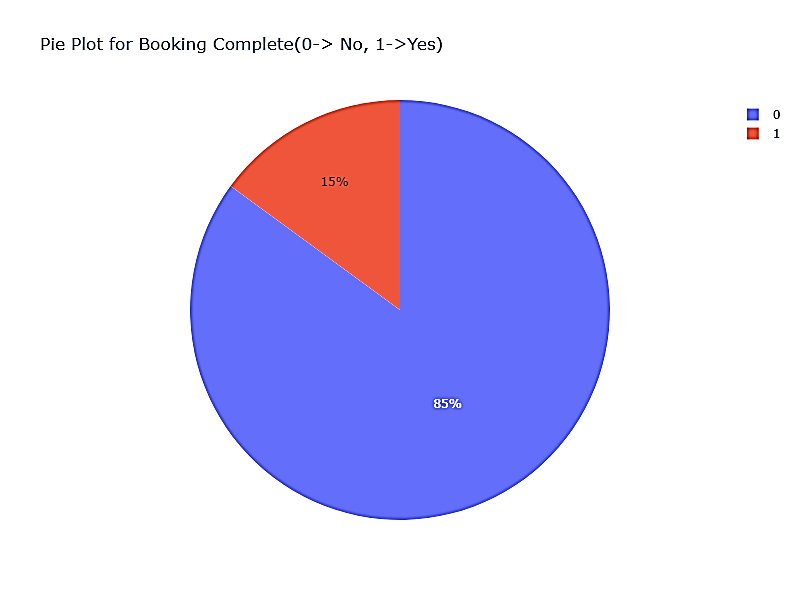 Pie Plot for Booking Complete(0-> No, 1->Yes)
0
1
15%
85%